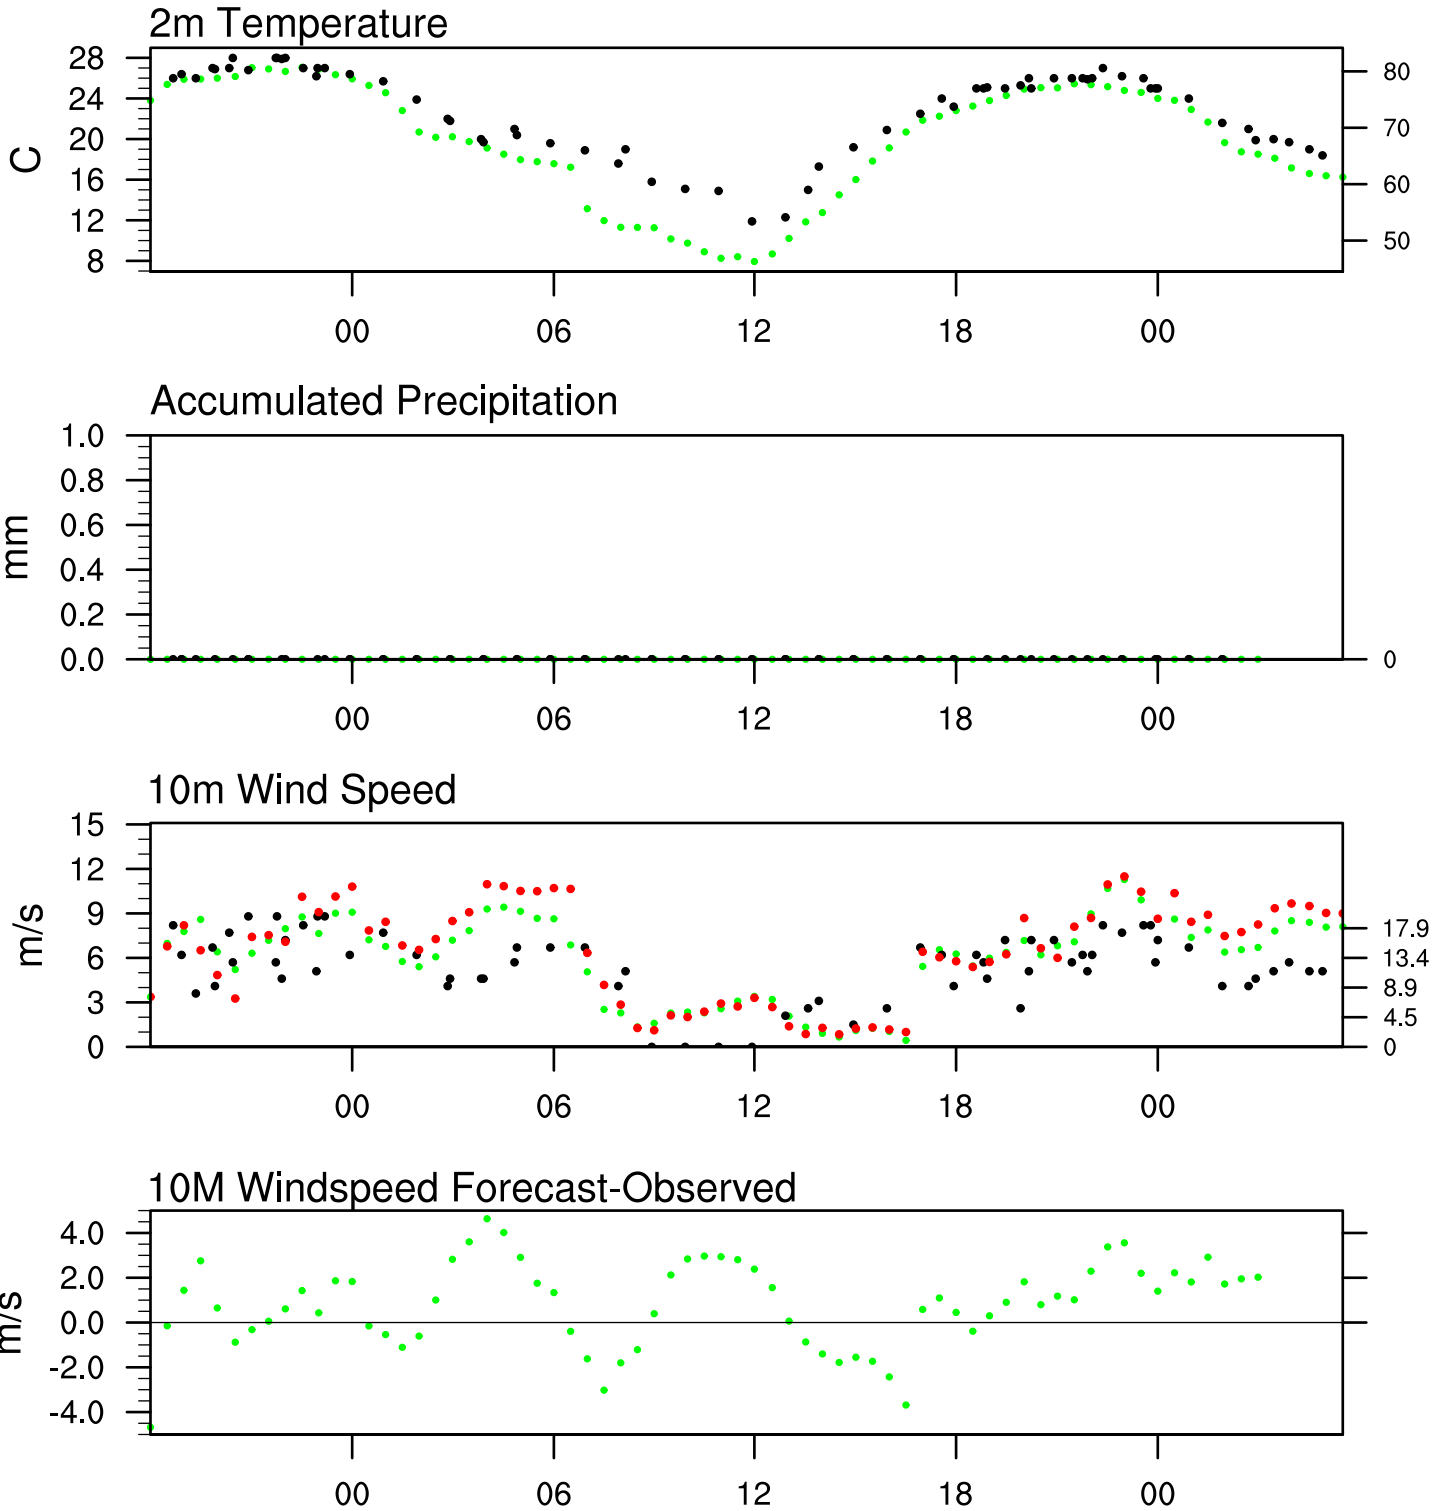 2m Temperature
28
24
20
16
12
8
C
80
70
60
50
00 06 12 18 00
Accumulated Precipitation
1.0
0.8
0.6
0.4
0.2
0.0
mm
0
00 06 12 18 00
10m Wind Speed
15
12
9
6
3
0
m/s
17.9
13.4
8.9
4.5
0
00 06 12 18 00
10M Windspeed Forecast-Observed
4.0
2.0
0.0
-2.0
-4.0
m/s
00 06 12 18 00